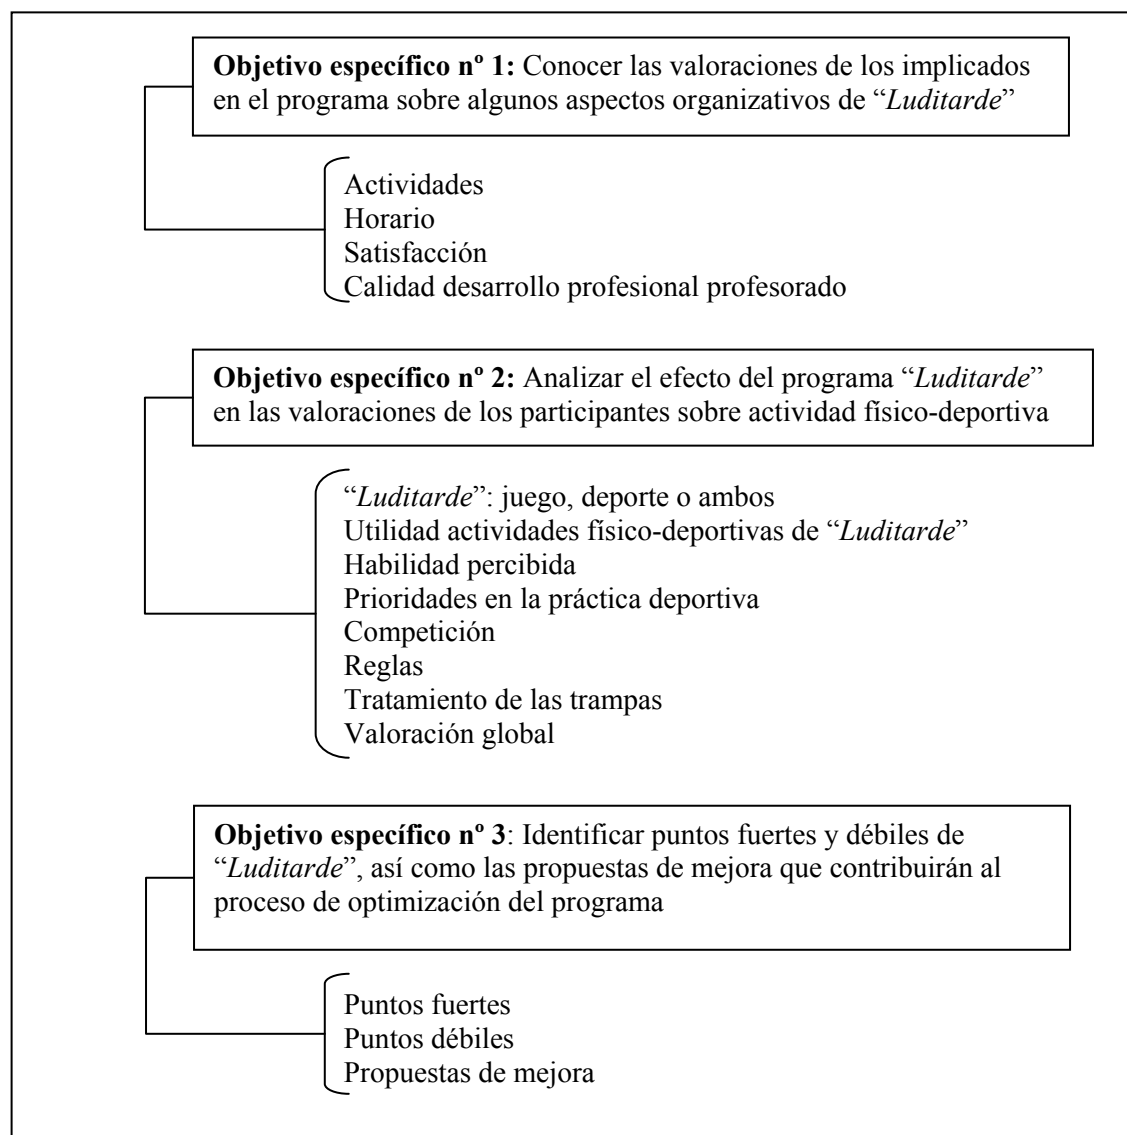 Objetivo específico nº 1: Conocer las valoraciones de los implicados
en el programa sobre algunos aspectos organizativos de “Luditarde”
Actividades
Horario
Satisfacción
Calidad desarrollo profesional profesorado
Objetivo específico nº 2: Analizar el efecto del programa “Luditarde”
en las valoraciones de los participantes sobre actividad físico-deportiva
“Luditarde”: juego, deporte o ambos
Utilidad actividades físico-deportivas de “Luditarde”
Habilidad percibida
Prioridades en la práctica deportiva
Competición
Reglas
Tratamiento de las trampas
Valoración global
Objetivo específico nº 3: Identificar puntos fuertes y débiles de
“Luditarde”, así como las propuestas de mejora que contribuirán al
proceso de optimización del programa
Puntos fuertes
Puntos débiles
Propuestas de mejora